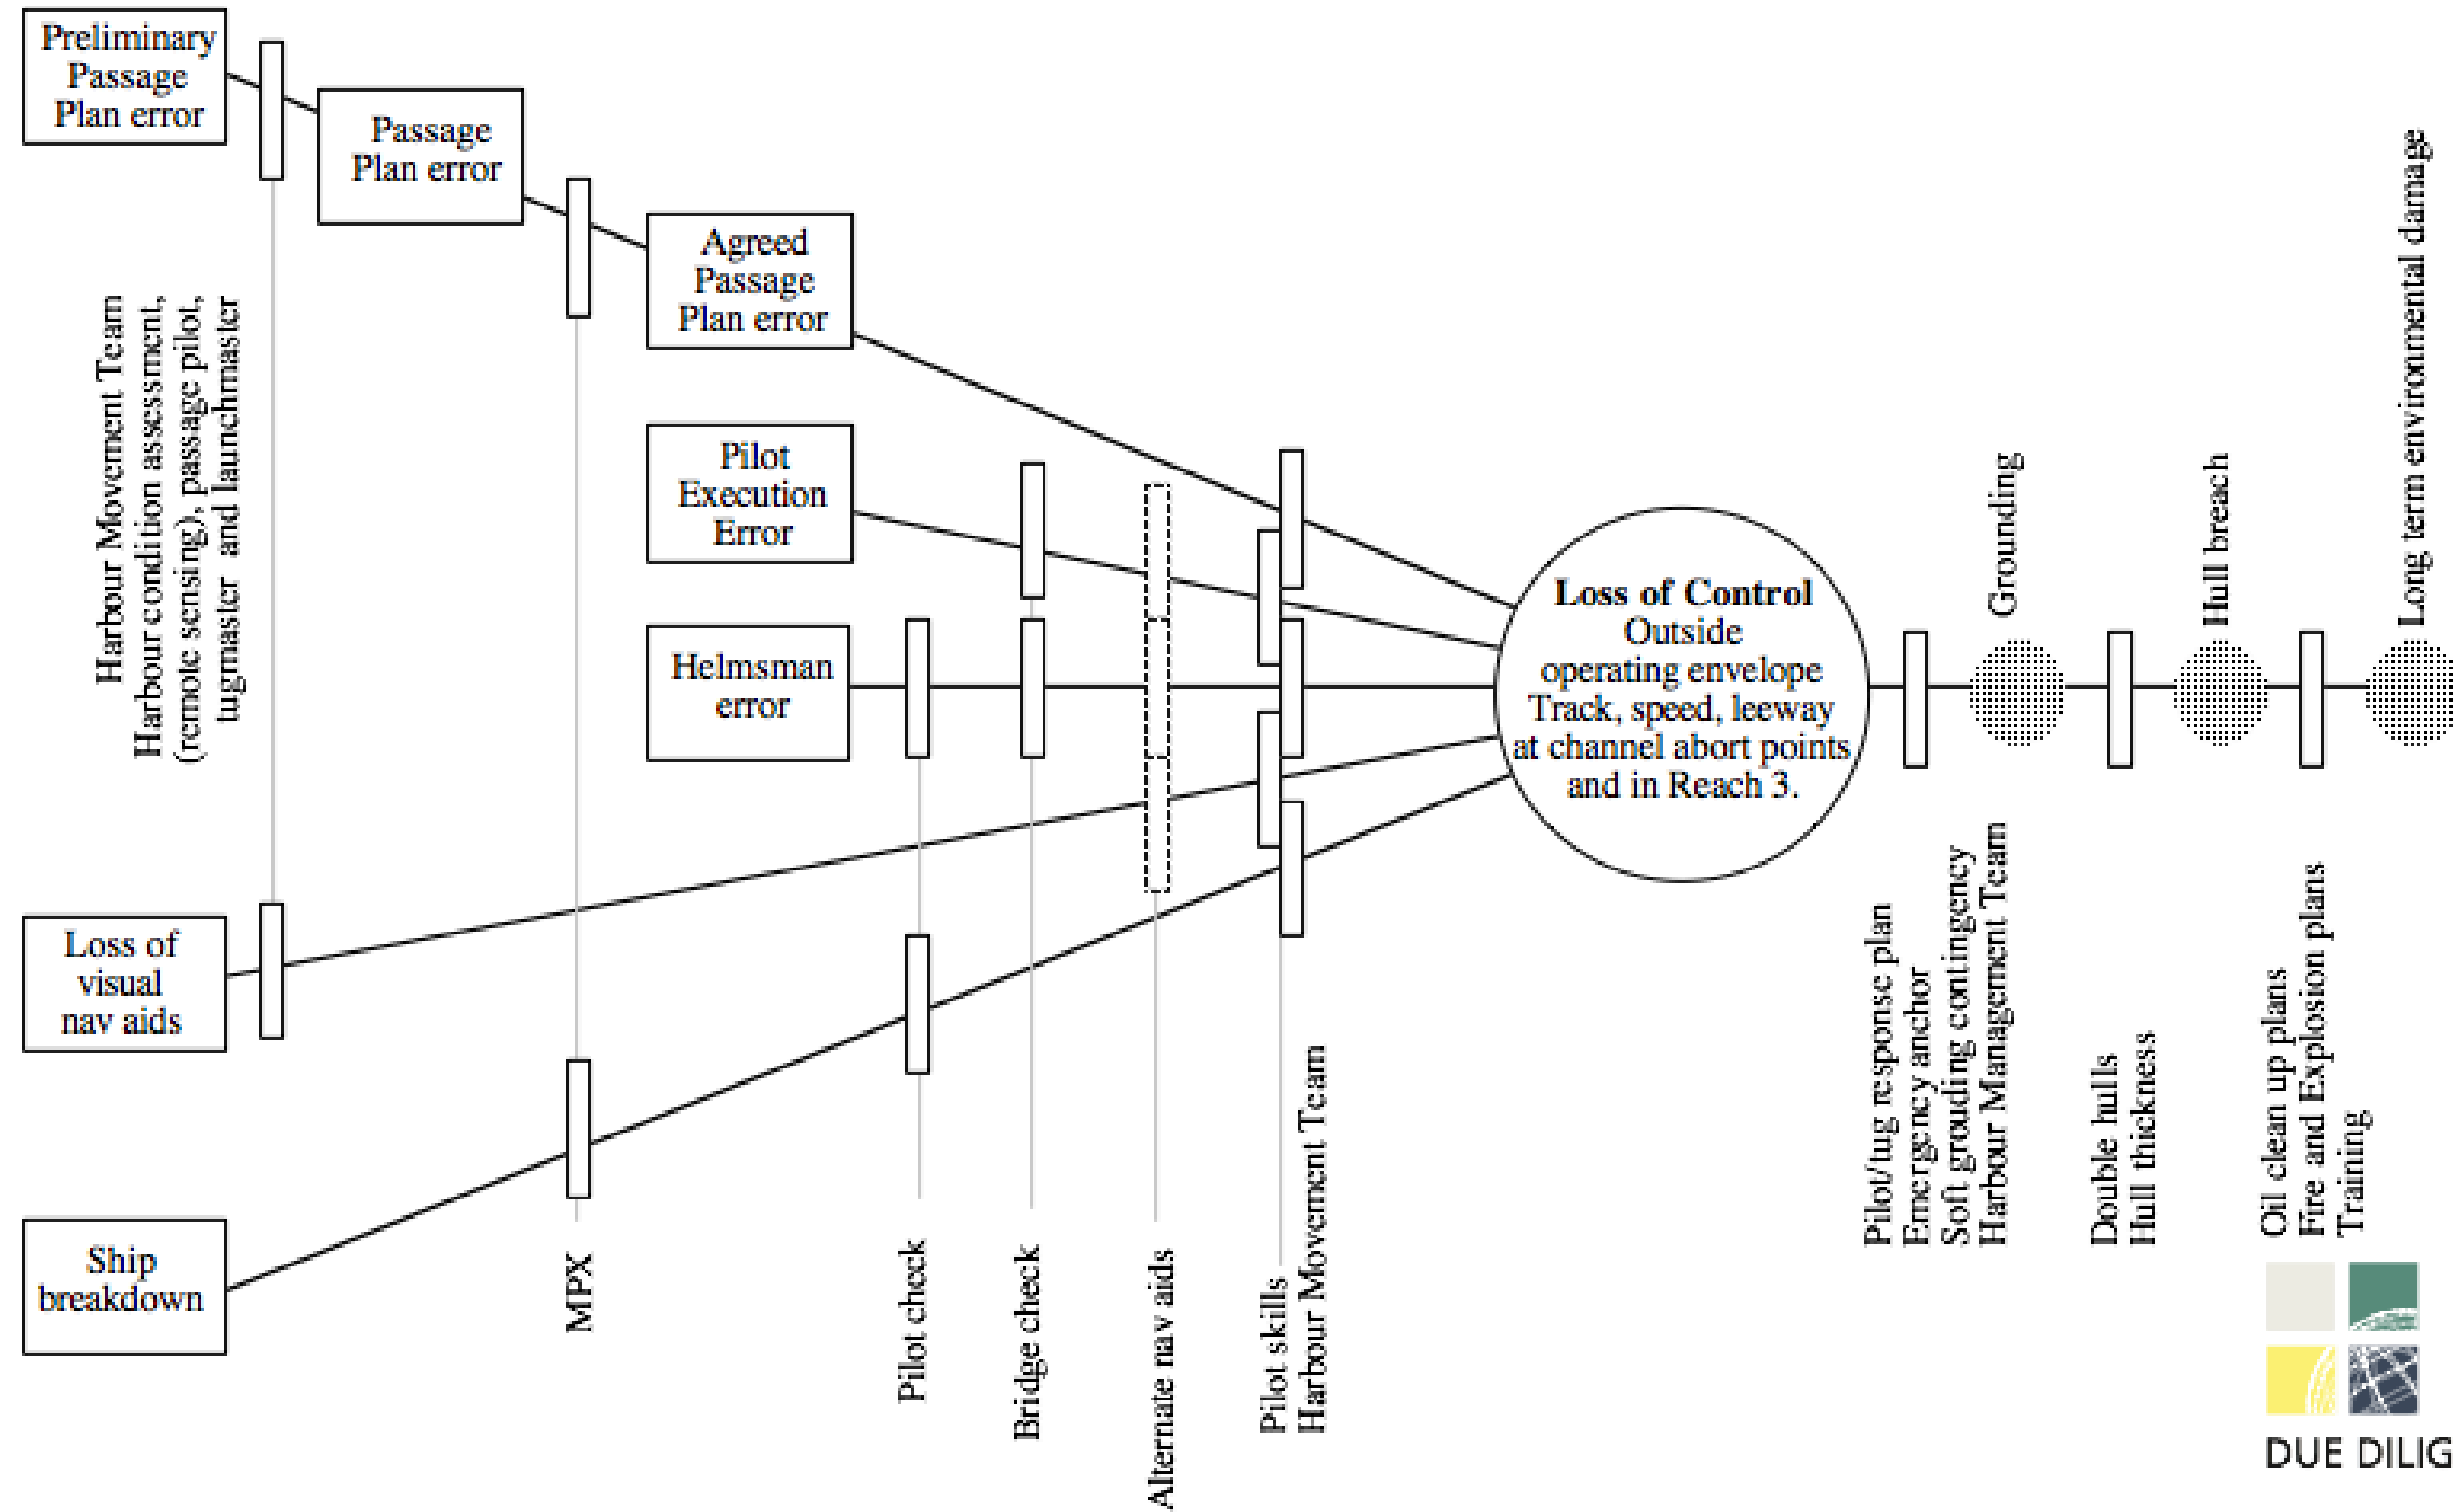 Preliminary
Passage
Plan error
Passage
Plan error
Agreed
Passage
Plan error
Pilot
Execution
Error
Helmsman
error
Loss of
visual
nav aids
Ship
breakdown
Harbour Movement Team
Harbour condition assessment,
(remote sensing), passage pilot,
tugmaster and launchmaster
MPX
Pilot check
Bridge check
Alternate nav aids
Pilot skills
Harbour Movement Team
Loss of Control
Outside
operating envelope
Track, speed, leeway
at channel abort points
and in Reach 3.
Grounding
Hull breach
Long term environmental damage
Pilot/tug response plan
Emergency anchor
Soft grouding contingency
Harbour Management Team
Double hulls
Hull thickness
Oil clean up plans
Fire and Explosion plans
Training
DUE DILIG